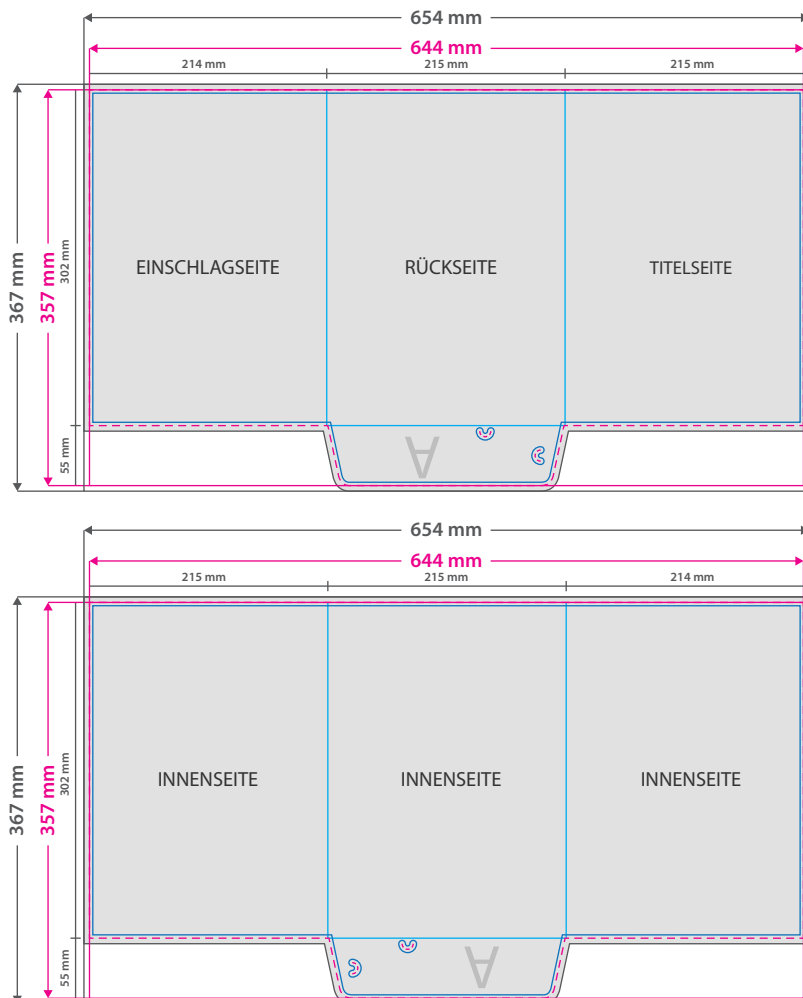 654 mm
644 mm
214 mm
215 mm
215 mm
367 mm
357 mm
302 mm
EINSCHLAGSEITE
RÜCKSEITE
TITELSEITE
55 mm
A
654 mm
644 mm
215 mm
215 mm
214 mm
367 mm
357 mm
302 mm
INNENSEITE
INNENSEITE
INNENSEITE
55 mm
A